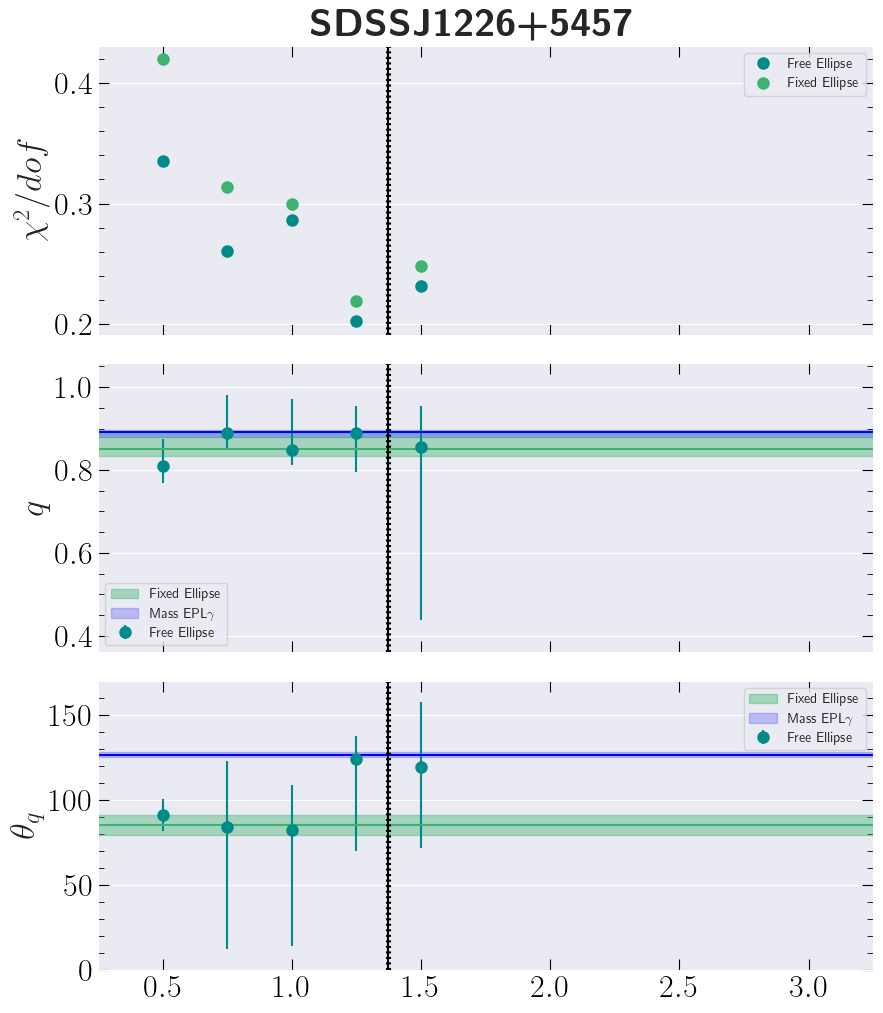 SDSSJ1226+5457
χ²/dof
0.4
0.3
0.2
Free Ellipse
Fixed Ellipse
q
1.0
0.8
0.6
0.4
Fixed Ellipse
Mass EPLγ
Free Ellipse
θ_q
150
100
50
0
Fixed Ellipse
Mass EPLγ
Free Ellipse
0.5 1.0 1.5 2.0 2.5 3.0